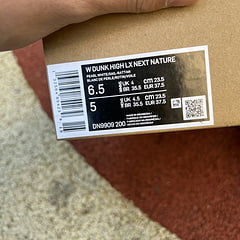 W DUNK HIGH LX NEXT NATURE
PEARL WHITE/SAIL-RATTAN
BLANC DE PERLE/ROTIN/VOILE
6.5 UK 4 CM 23.5
BR 35.5 EUR 37.5
5 UK 4.5 CM 23.5
BR 35.5 EUR 37.5
DN9909 200